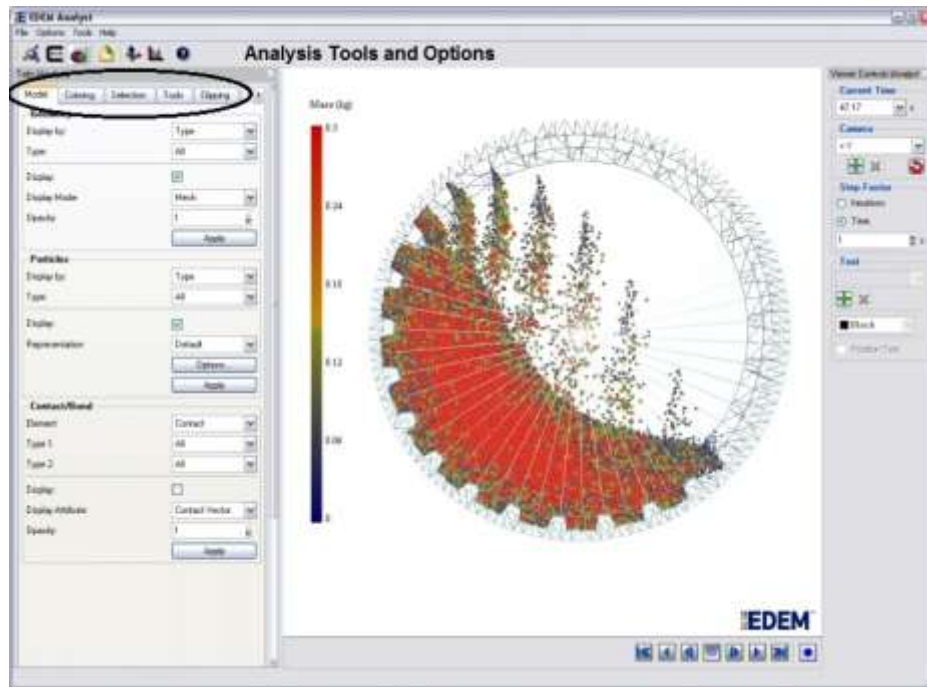 EDEM Analyst
File Options Tools Help
Analysis Tools and Options
Model Coloring Selection Tools Clipping
Display by: Type
Type: All
Display
Display Mode: Mesh
Opacity: 1
Apply
Particles
Display by: Type
Type: All
Display
Representation Default
Options...
Apply
Contact/Bond
Element: Contact
Type 1 All
Type 2 All
Display:
Display Attribute: Contact Vector
Opacity: 1
Apply
Mass (kg)
0.3
0.24
0.18
0.12
0.06
0
EDEM
Viewer Controls
Current Time
47.17
Camera
Step Factor
Iterations
Time
1
Text
Black